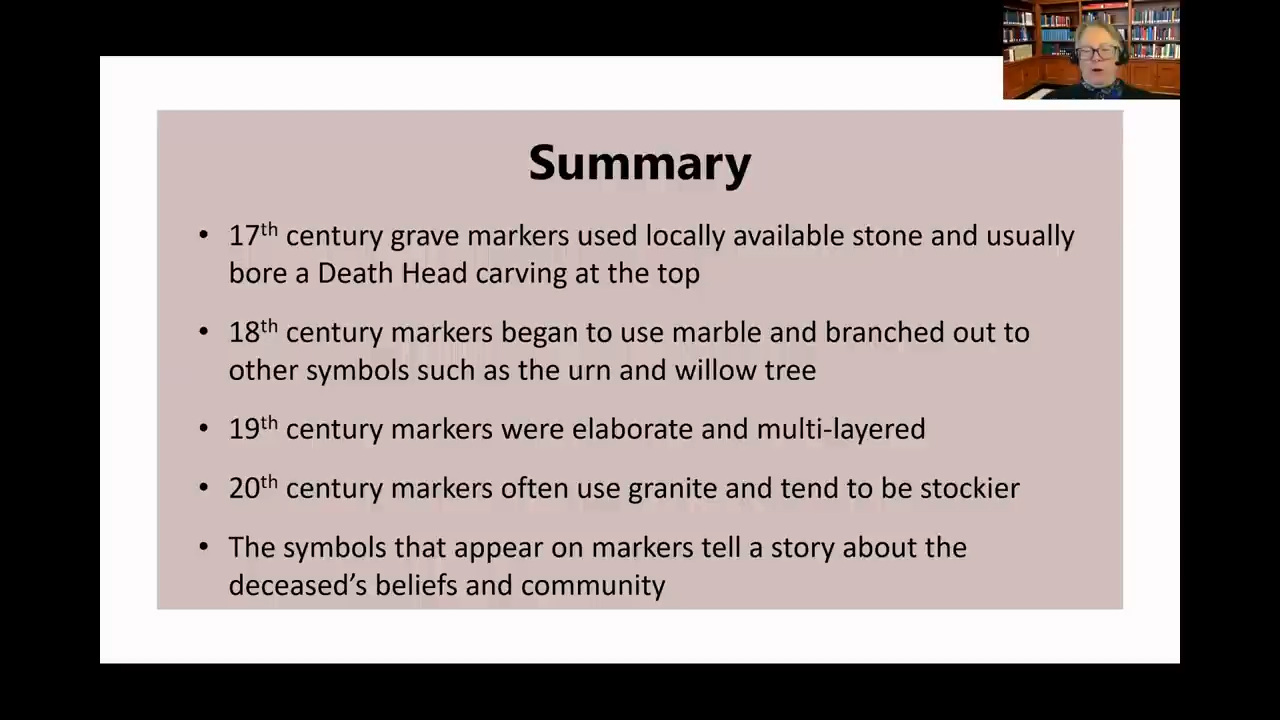 Summary
• 17th century grave markers used locally available stone and usually
bore a Death Head carving at the top
• 18th century markers began to use marble and branched out to
other symbols such as the urn and willow tree
• 19th century markers were elaborate and multi-layered
• 20th century markers often use granite and tend to be stockier
• The symbols that appear on markers tell a story about the
deceased’s beliefs and community